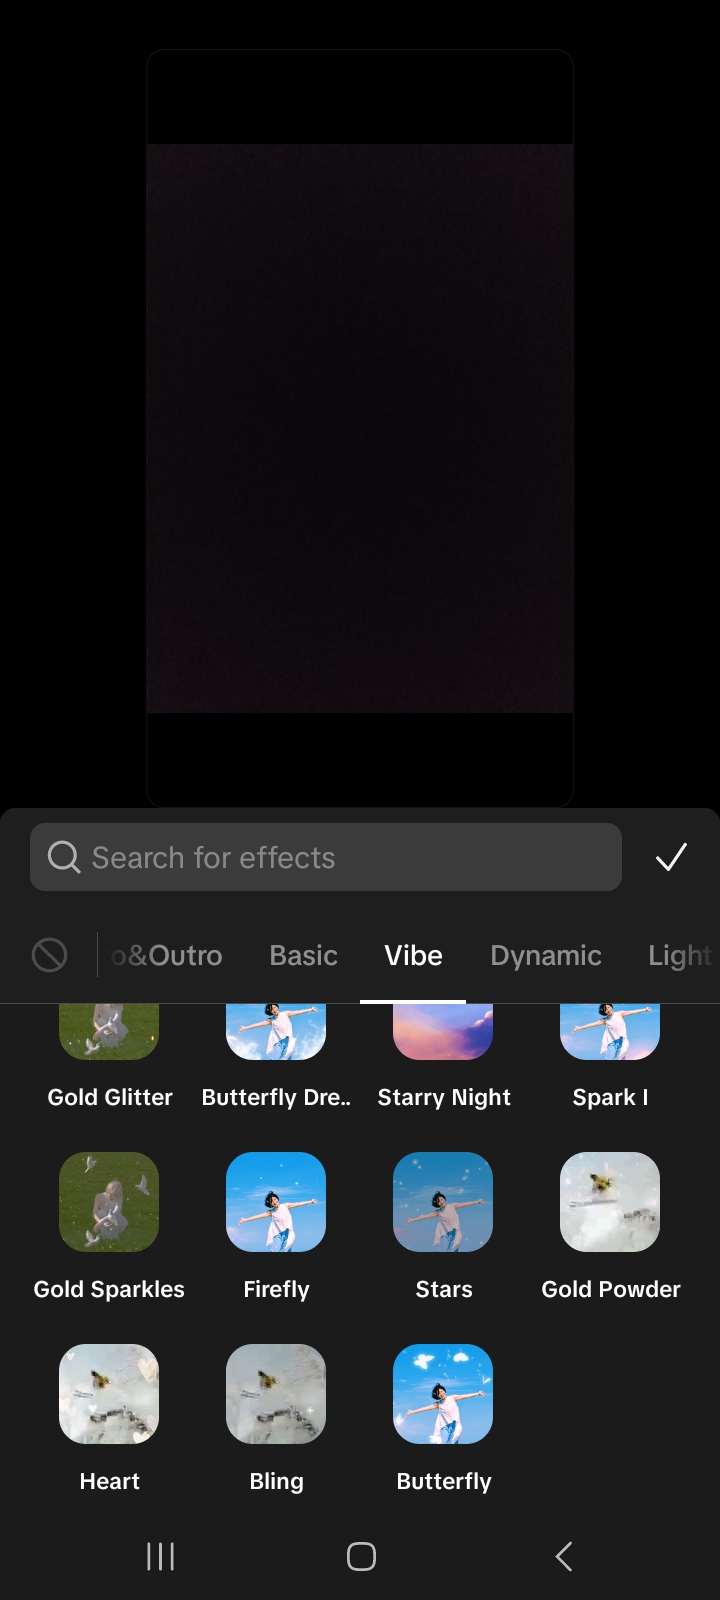 Search for effects
o&Outro Basic Vibe Dynamic Light
Gold Glitter Butterfly Dre.. Starry Night Spark I
Gold Sparkles Firefly Stars Gold Powder
Heart Bling Butterfly